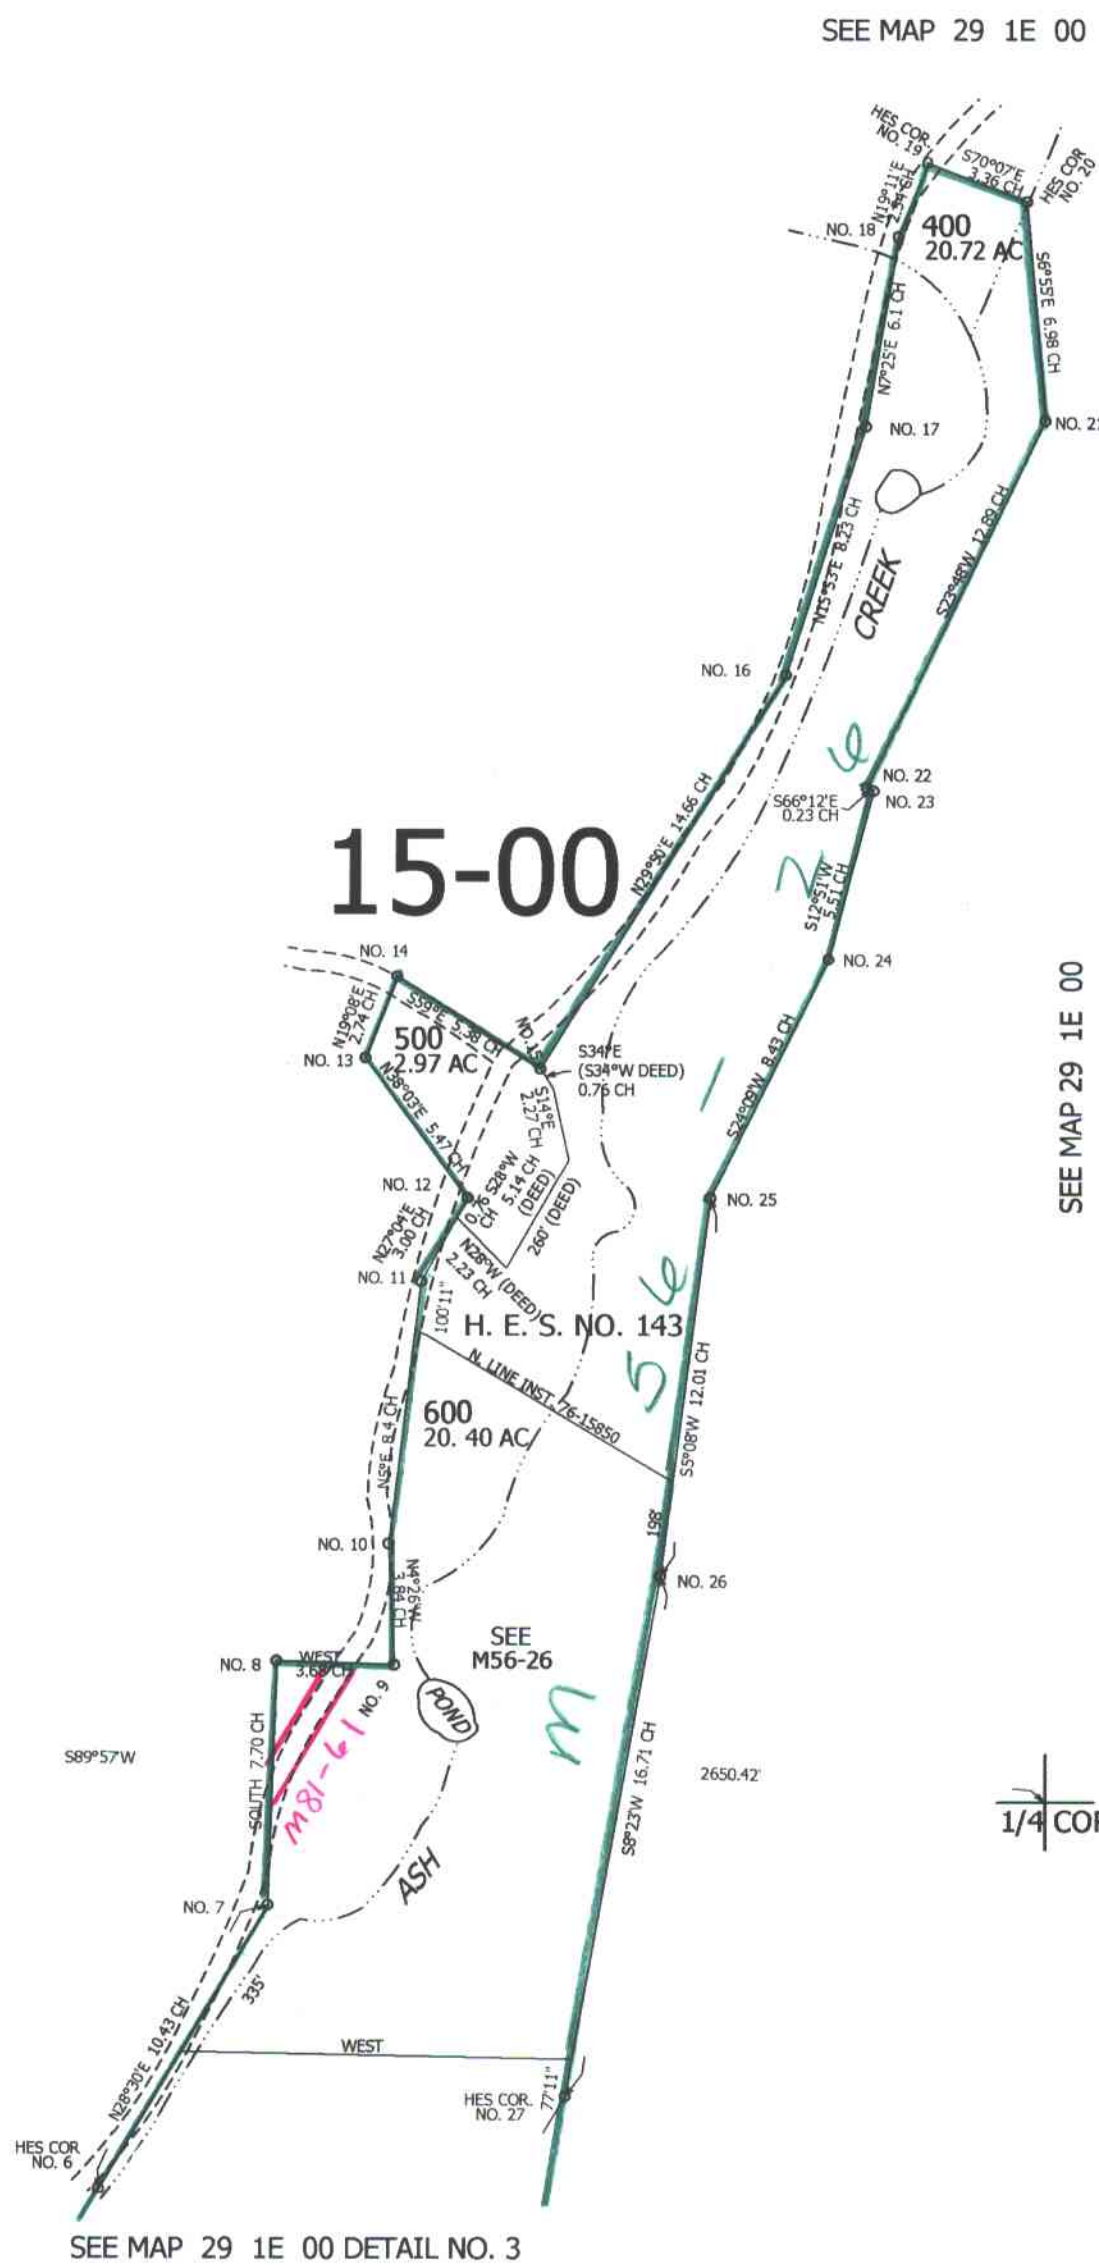 SEE MAP 29 1E 00
HES COR.
NO. 19
S70°07'E
3.36 CH
HES COR
NO. 20
N19°11'E
2.54 CH
NO. 18
400
20.72 AC
S6°55'E 6.98 CH
N7°25'E 6.1 CH
NO. 17
NO. 21
N15°53'E 8.23 CH
CREEK
S23°48'W 12.89 CH
NO. 16
NO. 22
NO. 23
S66°12'E
0.23 CH
N29°50'E 14.66 CH
15-00
S12°51'W
5.51 CH
NO. 24
NO. 14
N19°08'E
2.74 CH
S59°E 5.38 CH
NO. 15
500
2.97 AC
NO. 13
S34°E
(S34°W DEED)
0.76 CH
N38°03'E 5.47 CH
S14°E
2.27 CH
S24°09'W 8.43 CH
SEE MAP 29 1E 00
NO. 12
0.76
CH
S28°W
5.14 CH
(DEED)
260' (DEED)
NO. 25
N27°04'E
3.00 CH
NO. 11
N28°W (DEED)
2.23 CH
100'11"
H. E. S. NO. 143
N. LINE INST. 76-15850
S5°08'W 12.01 CH
600
20. 40 AC
N5°E 8.4 CH
198'
NO. 10
N4°26'W
3.84 CH
NO. 26
M 56-126
SEE
M56-26
NO. 8
WEST
3.68 CH
NO. 9
POND
SOUTH 7.70 CH
M81-61
S89°57'W
2650.42'
S8°23'W 16.71 CH
1/4 COR
ASH
NO. 7
335'
N28°30'E 10.43 CH
WEST
77'11"
HES COR.
NO. 27
HES COR
NO. 6
SEE MAP 29 1E 00 DETAIL NO. 3